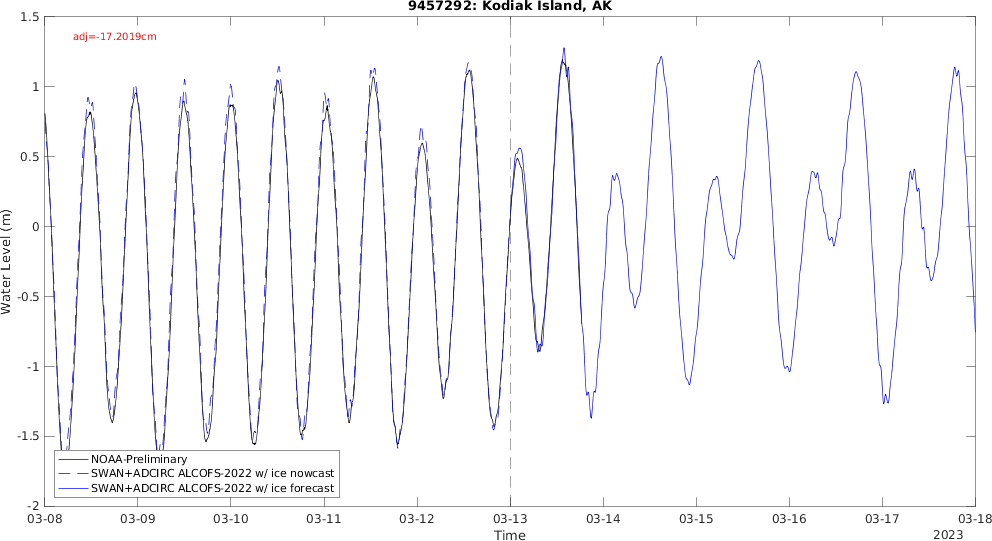 9457292: Kodiak Island, AK
adj=-17.2019cm
1.5
1
0.5
0
-0.5
-1
-1.5
-2
Water Level (m)
NOAA-Preliminary
SWAN+ADCIRC ALCOFS-2022 w/ ice nowcast
SWAN+ADCIRC ALCOFS-2022 w/ ice forecast
03-08 03-09 03-10 03-11 03-12 03-13 03-14 03-15 03-16 03-17 03-18
Time
2023